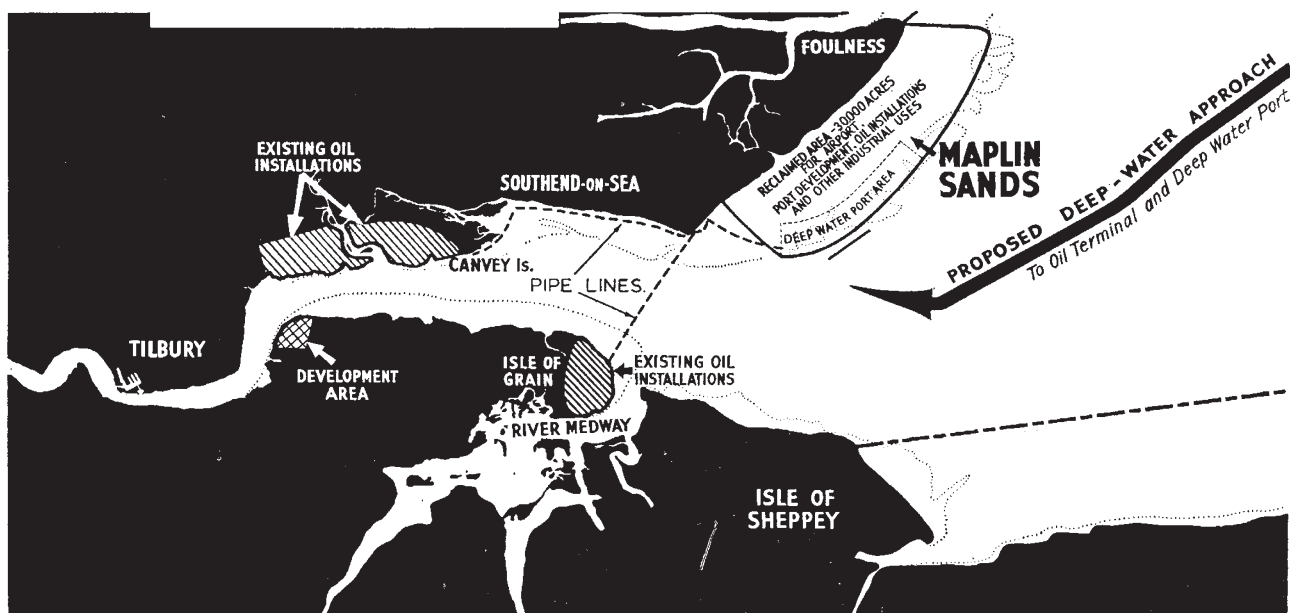 FOULNESS
RECLAIMED AREA - 30,000 ACRES
FOR AIRPORT,
PORT DEVELOPMENT, OIL INSTALLATIONS
AND OTHER INDUSTRIAL USES
DEEP WATER PORT AREA
MAPLIN
SANDS
PROPOSED DEEP-WATER APPROACH
To Oil Terminal and Deep Water Port
EXISTING OIL
INSTALLATIONS
SOUTHEND-ON-SEA
CANVEY Is.
PIPE LINES.
TILBURY
DEVELOPMENT
AREA
ISLE OF
GRAIN
EXISTING OIL
INSTALLATIONS
RIVER MEDWAY
ISLE OF
SHEPPEY